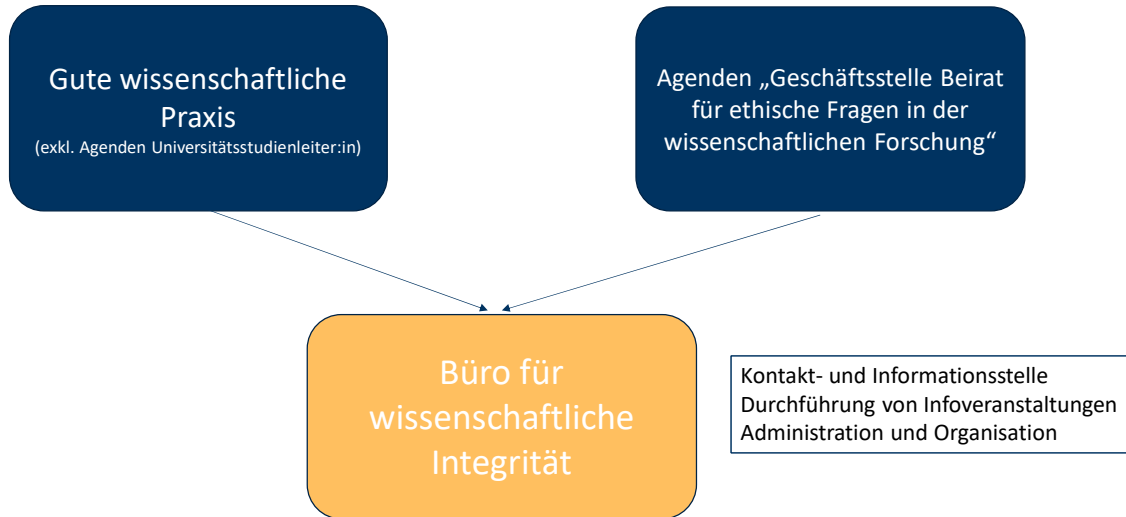 Gute wissenschaftliche
Praxis
(exkl. Agenden Universitätsstudienleiter:in)
Agenden „Geschäftsstelle Beirat
für ethische Fragen in der
wissenschaftlichen Forschung“
Büro für
wissenschaftliche
Integrität
Kontakt- und Informationsstelle
Durchführung von Infoveranstaltungen
Administration und Organisation